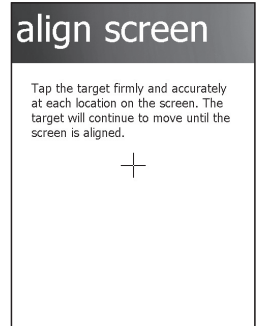 align screen
Tap the target firmly and accurately
at each location on the screen. The
target will continue to move until the
screen is aligned.